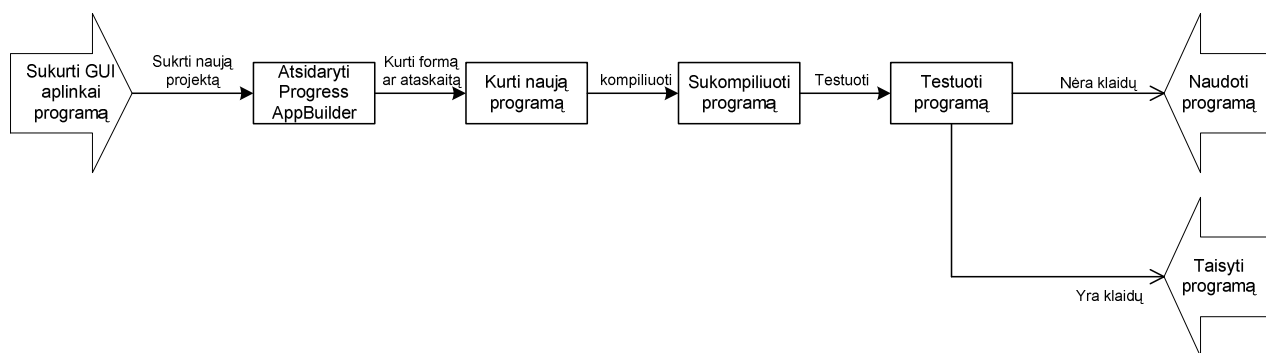 Sukurti GUI
aplinkai
programą
Sukrti naują
projektą
Atsidaryti
Progress
AppBuilder
Kurti formą
ar ataskaitą
Kurti naują
programą
kompiliuoti
Sukompiliuoti
programą
Testuoti
Testuoti
programą
Nėra klaidų
Naudoti
programą
Yra klaidų
Taisyti
programą